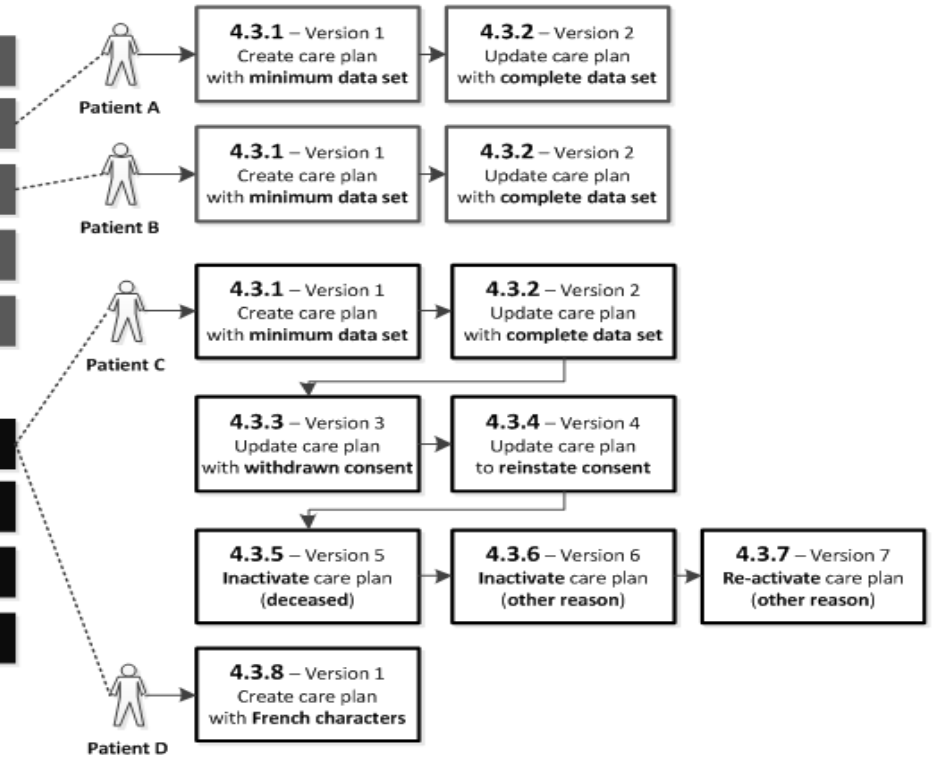 4.3.1 – Version 1
Create care plan
with minimum data set
4.3.2 – Version 2
Update care plan
with complete data set
Patient A
4.3.1 – Version 1
Create care plan
with minimum data set
4.3.2 – Version 2
Update care plan
with complete data set
Patient B
4.3.1 – Version 1
Create care plan
with minimum data set
4.3.2 – Version 2
Update care plan
with complete data set
Patient C
4.3.3 – Version 3
Update care plan
with withdrawn consent
4.3.4 – Version 4
Update care plan
to reinstate consent
4.3.5 – Version 5
Inactivate care plan
(deceased)
4.3.6 – Version 6
Inactivate care plan
(other reason)
4.3.7 – Version 7
Re-activate care plan
(other reason)
4.3.8 – Version 1
Create care plan
with French characters
Patient D